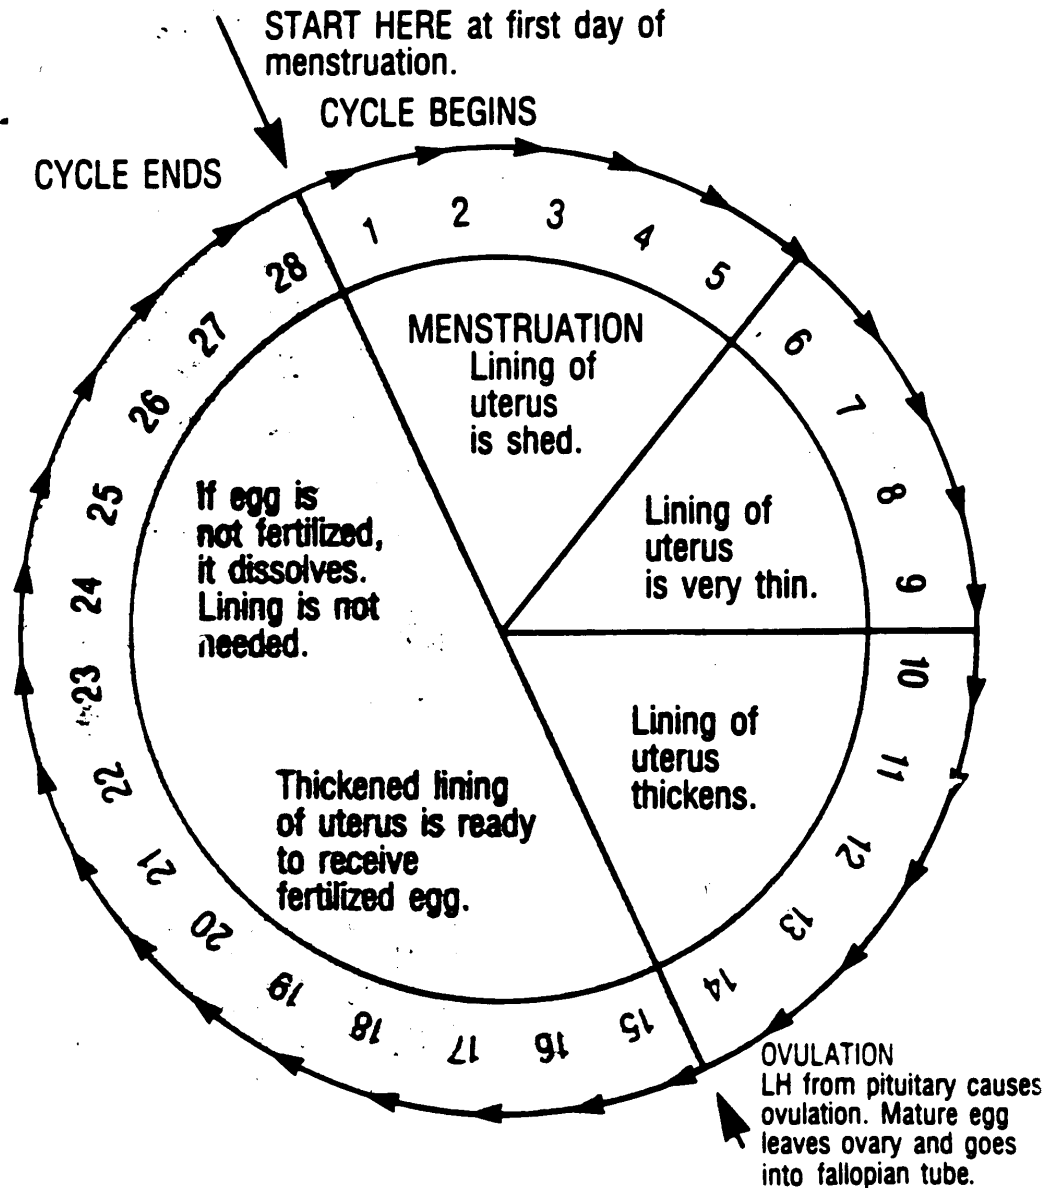 START HERE at first day of
menstruation.
CYCLE BEGINS
CYCLE ENDS
1
2
3
4
5
6
7
8
9
10
11
12
13
14
15
16
17
18
19
20
21
22
23
24
25
26
27
28
MENSTRUATION
Lining of
uterus
is shed.
Lining of
uterus
is very thin.
Lining of
uterus
thickens.
If egg is
not fertilized,
it dissolves.
Lining is not
needed.
Thickened lining
of uterus is ready
to receive
fertilized egg.
OVULATION
LH from pituitary causes
ovulation. Mature egg
leaves ovary and goes
into fallopian tube.